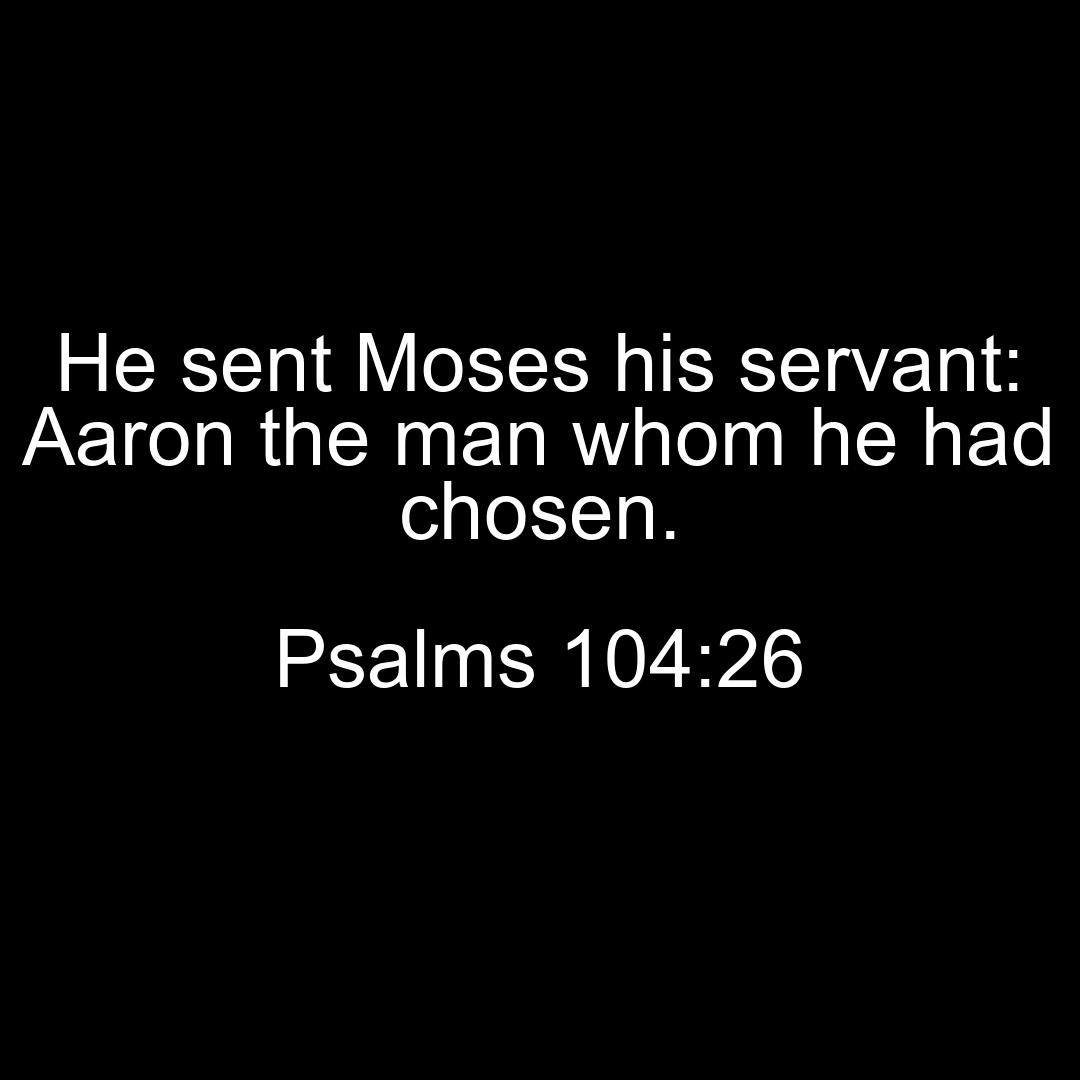 He sent Moses his servant:
Aaron the man whom he had
chosen.
Psalms 104:26